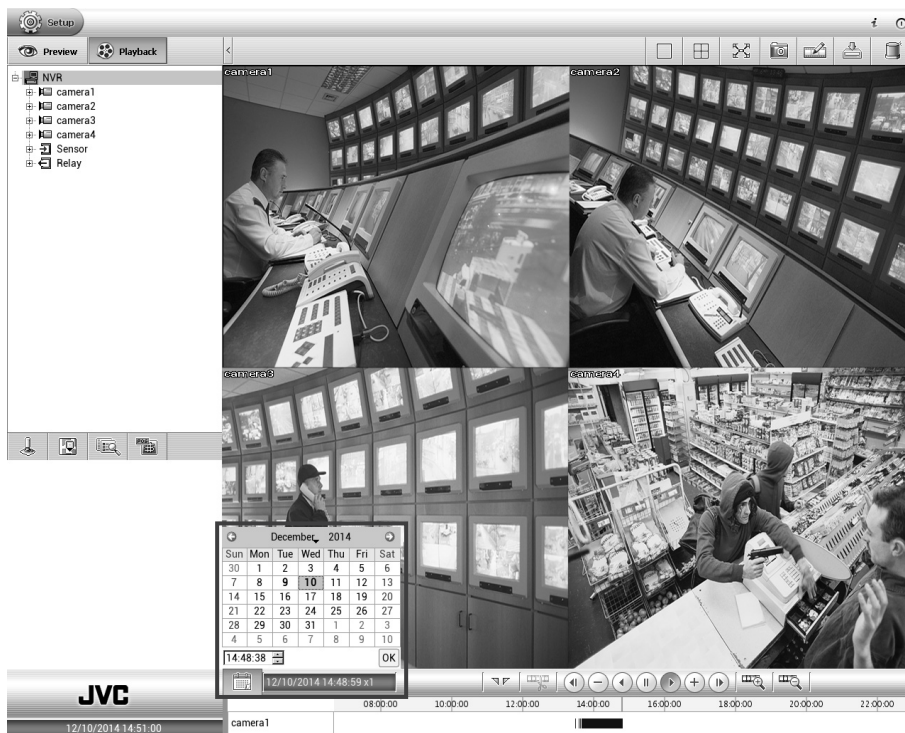 Setup
i
Preview Playback <
NVR
camera1
camera2
camera3
camera4
Sensor
Relay
camera1
camera2
camera3
camera4
December 2014
Sun Mon Tue Wed Thu Fri Sat
30 1 2 3 4 5 6
7 8 9 10 11 12 13
14 15 16 17 18 19 20
21 22 23 24 25 26 27
28 29 30 31 1 2 3
4 5 6 7 8 9 10
14:48:38 OK
12/10/2014 14:48:59 x1
JVC
12/10/2014 14:51:00
08:00:00 10:00:00 12:00:00 14:00:00 16:00:00 18:00:00 20:00:00 22:00:00
camera1